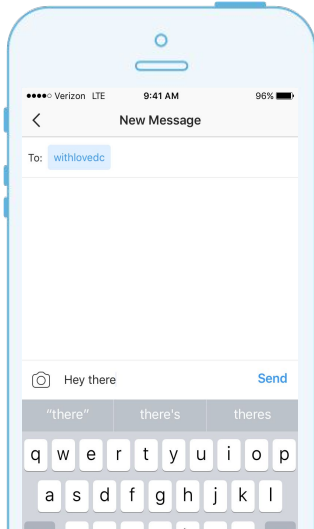 Verizon LTE 9:41 AM 96%
New Message
To: withlovedc
Hey there Send
“there” there's theres
q w e r t y u i o p
a s d f g h j k l